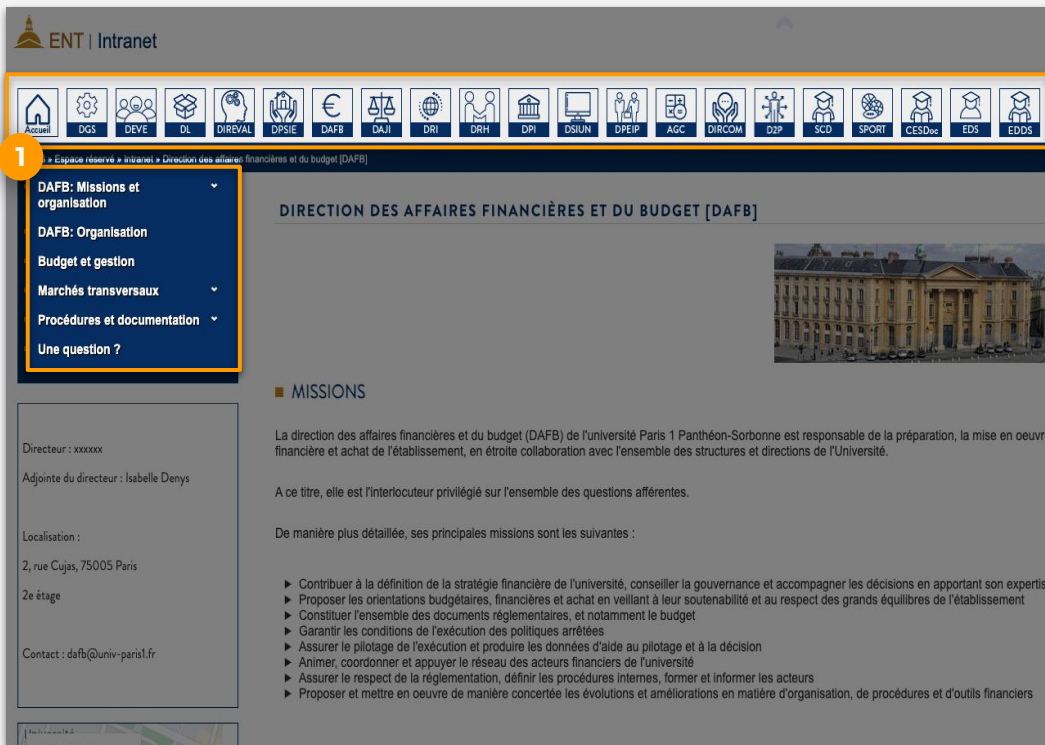 ENT | Intranet
Accueil DGS DEVE DL DIREVAL DPSIE DAFB DAJI DRI DRH DPI DSIUN DPEIP AGC DIRCOM D2P SCD SPORT CESDoc EDS EDDS
1
» Espace réservé » Intranet » Direction des affaires financières et du budget [DAFB]
DAFB: Missions et
organisation
DAFB: Organisation
Budget et gestion
Marchés transversaux
Procédures et documentation
Une question ?
DIRECTION DES AFFAIRES FINANCIÈRES ET DU BUDGET [DAFB]
MISSIONS
La direction des affaires financières et du budget (DAFB) de l'université Paris 1 Panthéon-Sorbonne est responsable de la préparation, la mise en oeuvr
financière et achat de l'établissement, en étroite collaboration avec l'ensemble des structures et directions de l'Université.
A ce titre, elle est l'interlocuteur privilégié sur l'ensemble des questions afférentes.
De manière plus détaillée, ses principales missions sont les suivantes :
Contribuer à la définition de la stratégie financière de l'université, conseiller la gouvernance et accompagner les décisions en apportant son expertis
Proposer les orientations budgétaires, financières et achat en veillant à leur soutenabilité et au respect des grands équilibres de l'établissement
Constituer l'ensemble des documents réglementaires, et notamment le budget
Garantir les conditions de l'exécution des politiques arrêtées
Assurer le pilotage de l'exécution et produire les données d'aide au pilotage et à la décision
Animer, coordonner et appuyer le réseau des acteurs financiers de l'université
Assurer le respect de la réglementation, définir les procédures internes, former et informer les acteurs
Proposer et mettre en oeuvre de manière concertée les évolutions et améliorations en matière d'organisation, de procédures et d'outils financiers
Directeur : xxxxxx
Adjointe du directeur : Isabelle Denys
Localisation :
2, rue Cujas, 75005 Paris
2e étage
Contact : dafb@univ-paris1.fr